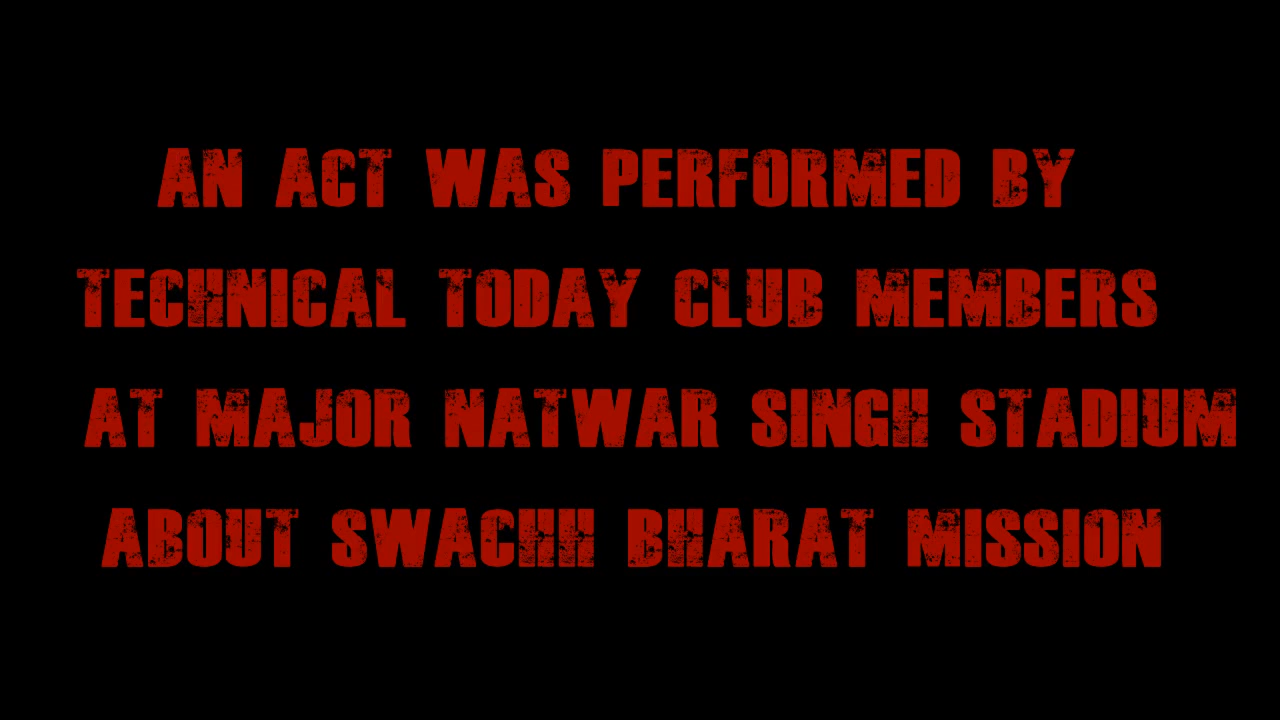 AN ACT WAS PERFORMED BY
TECHNICAL TODAY CLUB MEMBERS
AT MAJOR NATWAR SINGH STADIUM
ABOUT SWACHH BHARAT MISSION